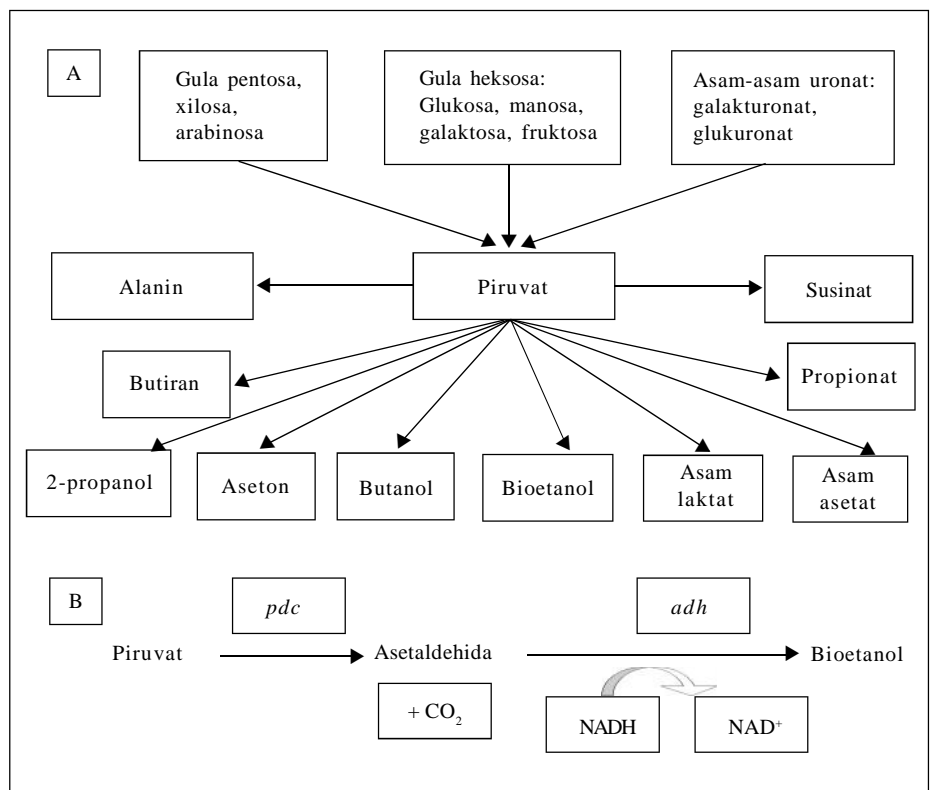 A
Gula pentosa,
xilosa,
arabinosa
Gula heksosa:
Glukosa, manosa,
galaktosa, fruktosa
Asam-asam uronat:
galakturonat,
glukuronat
Alanin
Piruvat
Susinat
Butiran
Propionat
2-propanol
Aseton
Butanol
Bioetanol
Asam
laktat
Asam
asetat
B
pdc
adh
Piruvat
Asetaldehida
Bioetanol
+ CO₂
NADH
NAD⁺